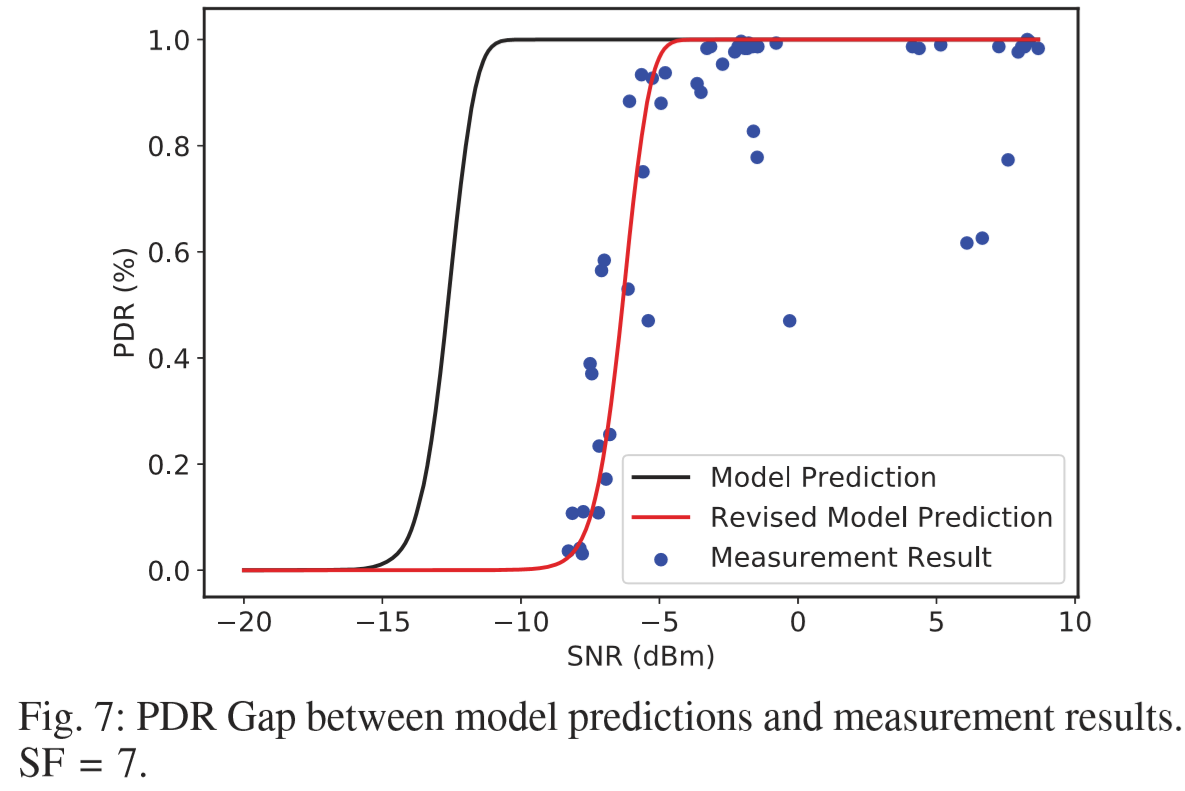 1.0
0.8
0.6
0.4
0.2
0.0
PDR (%)
Model Prediction
Revised Model Prediction
Measurement Result
−20 −15 −10 −5 0 5 10
SNR (dBm)
Fig. 7: PDR Gap between model predictions and measurement results.
SF = 7.